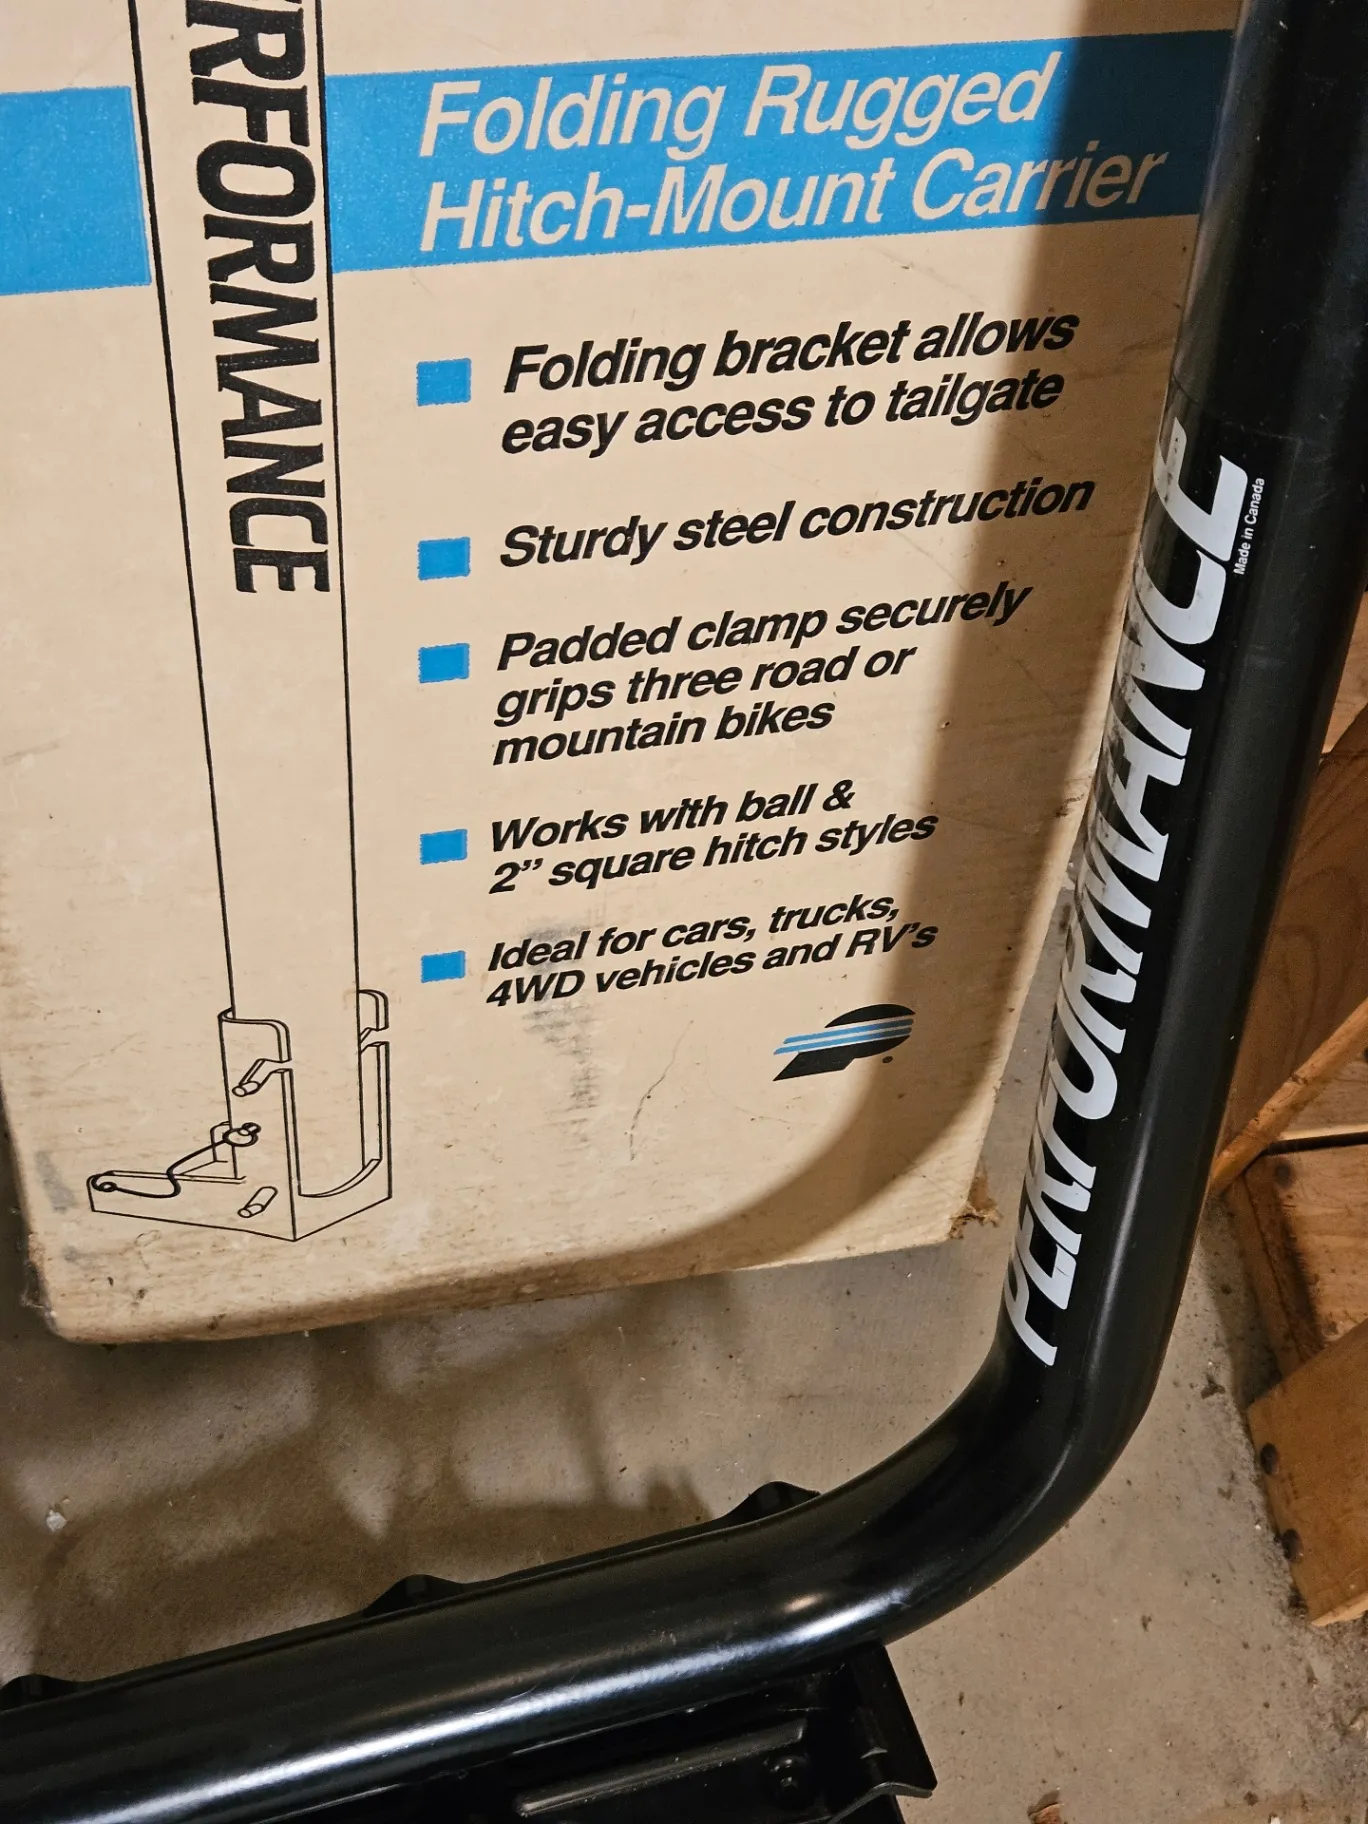 RFORMANCE
Folding Rugged
Hitch-Mount Carrier
Folding bracket allows
easy access to tailgate
Sturdy steel construction
Padded clamp securely
grips three road or
mountain bikes
Works with ball &
2” square hitch styles
Ideal for cars, trucks,
4WD vehicles and RV's
PERFORMANCE
Made in Canada